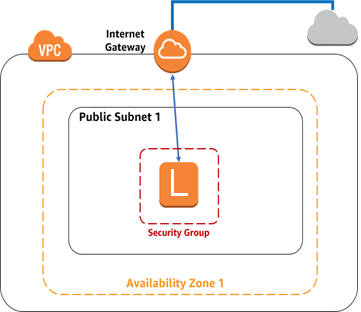 Internet
Gateway
VPC
Public Subnet 1
L
Security Group
Availability Zone 1